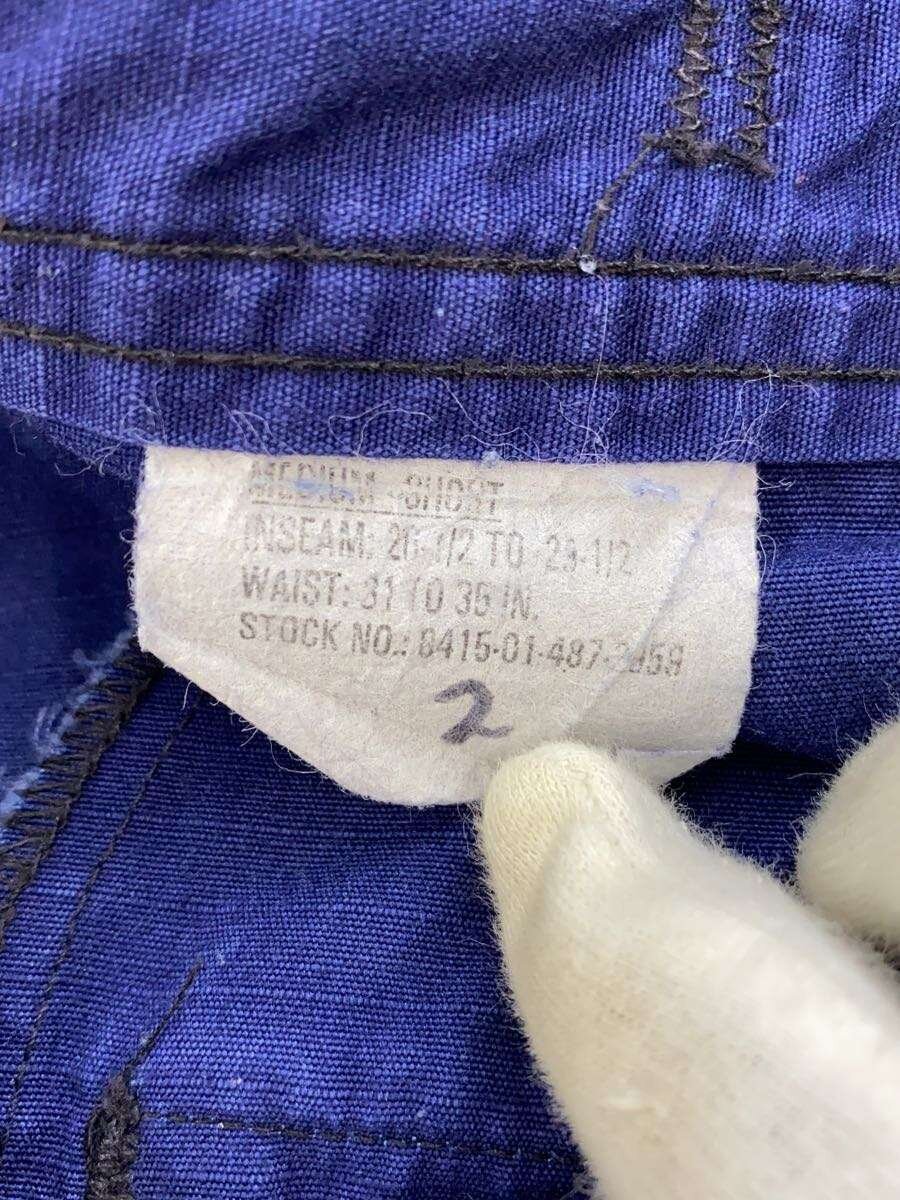 MEDIUM - SHORT
INSEAM: 26-1/2 TO 29-1/2
WAIST: 31 TO 35 IN.
STOCK NO.: 8415-01-487-
2